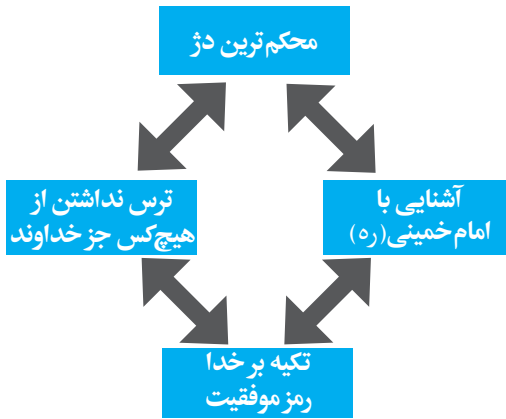 محکم‌ترین دژ
آشنایی با
امام‌خمینی(ره)
ترس نداشتن از
هیچ‌کس جز خداوند
تکیه بر خدا
رمز موفقیت